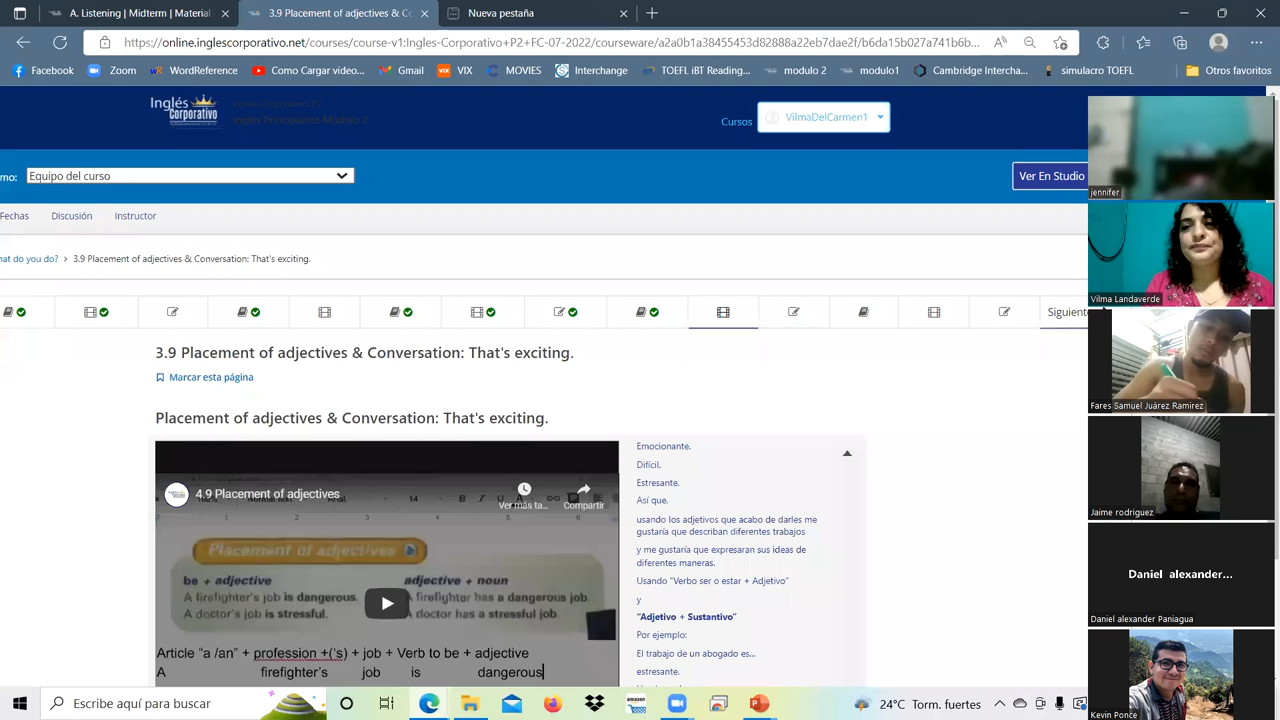 A. Listening | Midterm | Material
3.9 Placement of adjectives & Co
Nueva pestaña
https://online.inglescorporativo.net/courses/course-v1:Ingles-Corporativo+P2+FC-07-2022/courseware/a2a0b1a38455453d82888a22eb7dae2f/b6da15b027a741b6b...
Facebook
Zoom
WordReference
Como Cargar video...
Gmail
VIX
MOVIES
Interchange
TOEFL iBT Reading...
modulo 2
modulo1
Cambridge Intercha...
simulacro TOEFL
Otros favoritos
Inglés
Corporativo
Ingles-Corporativo: P2
Inglés Principiante Módulo 2
Cursos
VilmaDelCarmen1
mo:
Equipo del curso
Ver En Studio
Fechas
Discusión
Instructor
hat do you do? > 3.9 Placement of adjectives & Conversation: That's exciting.
Siguiente
3.9 Placement of adjectives & Conversation: That's exciting.
Marcar esta página
Placement of adjectives & Conversation: That's exciting.
4.9 Placement of adjectives
Ver más ta...
Compartir
14
Placement of adjectives
be + adjective
adjective + noun
A firefighter's job is dangerous.
A firefighter has a dangerous job.
A doctor's job is stressful.
A doctor has a stressful job.
Article "a /an" + profession +('s) + job + Verb to be + adjective
A firefighter's job is dangerous
Emocionante.
Difícil.
Estresante.
Así que,
usando los adjetivos que acabo de darles me
gustaría que describan diferentes trabajos
y me gustaría que expresaran sus ideas de
diferentes maneras.
Usando "Verbo ser o estar + Adjetivo"
y
"Adjetivo + Sustantivo"
Por ejemplo:
El trabajo de un abogado es...
estresante.
jennifer
Vilma Landaverde
Fares Samuel Juárez Ramirez
Jaime rodriguez
Daniel alexander...
Daniel alexander Paniagua
Kevin Ponce
Escribe aquí para buscar
24°C Torm. fuertes